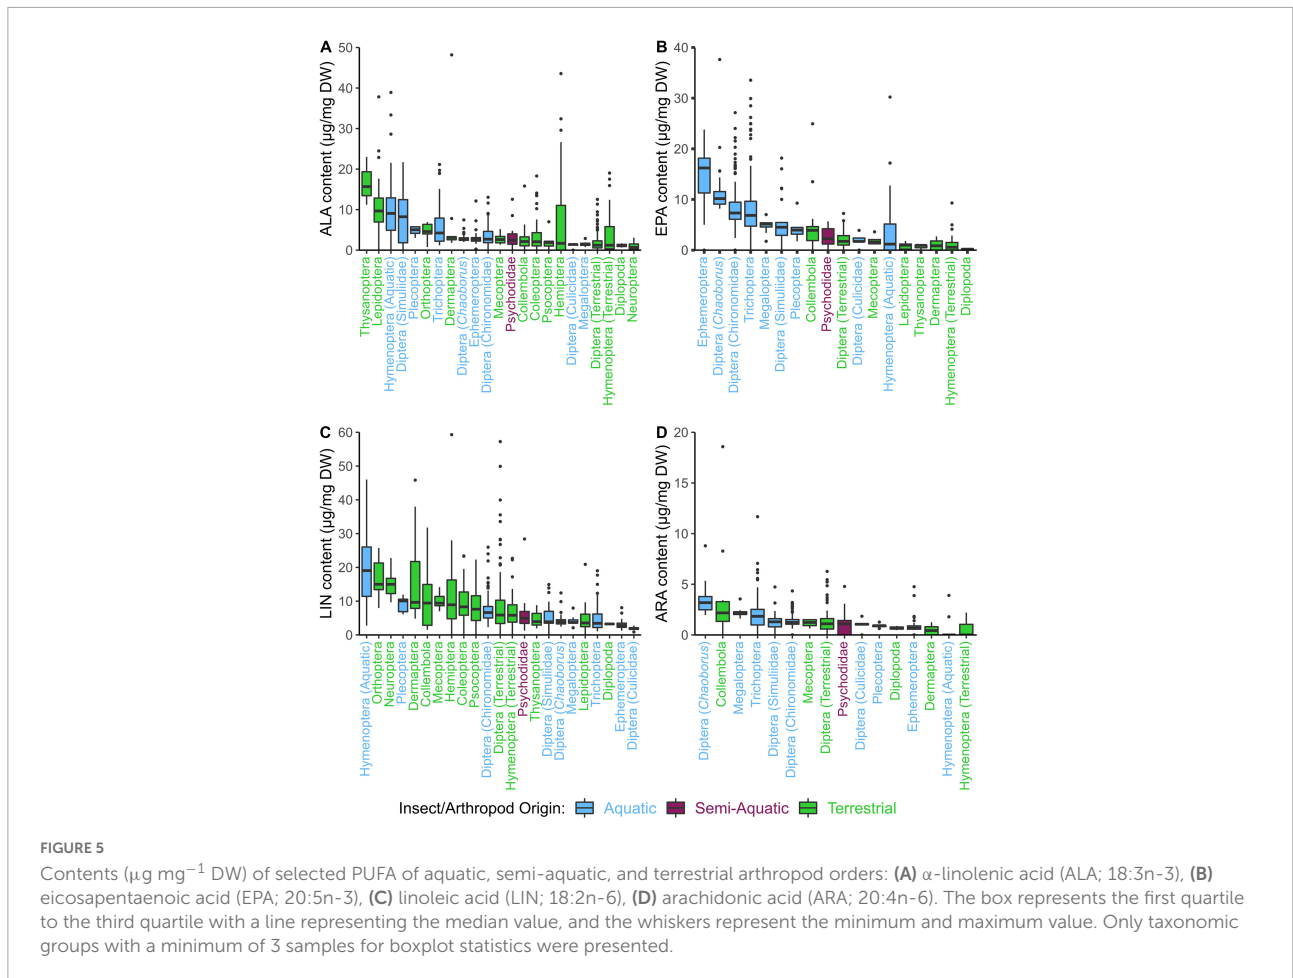 A
ALA content (µg/mg DW)
50
40
30
20
10
0
Thysanoptera
Lepidoptera
Hymenoptera (Aquatic)
Diptera (Simuliidae)
Plecoptera
Orthoptera
Trichoptera
Dermaptera
Diptera (Chaoborus)
Ephemeroptera
Diptera (Chironomidae)
Mecoptera
Psychodidae
Collembola
Coleoptera
Psocoptera
Hemiptera
Diptera (Culicidae)
Megaloptera
Diptera (Terrestrial)
Hymenoptera (Terrestrial)
Diplopoda
Neuroptera
B
EPA content (µg/mg DW)
40
30
20
10
0
Ephemeroptera
Diptera (Chaoborus)
Diptera (Chironomidae)
Trichoptera
Megaloptera
Diptera (Simuliidae)
Plecoptera
Collembola
Psychodidae
Diptera (Terrestrial)
Diptera (Culicidae)
Mecoptera
Hymenoptera (Aquatic)
Lepidoptera
Thysanoptera
Dermaptera
Hymenoptera (Terrestrial)
Diplopoda
C
LIN content (µg/mg DW)
60
50
40
30
20
10
0
Hymenoptera (Aquatic)
Orthoptera
Neuroptera
Plecoptera
Dermaptera
Collembola
Mecoptera
Hemiptera
Coleoptera
Psocoptera
Diptera (Chironomidae)
Diptera (Terrestrial)
Hymenoptera (Terrestrial)
Psychodidae
Thysanoptera
Diptera (Simuliidae)
Diptera (Chaoborus)
Megaloptera
Lepidoptera
Trichoptera
Diplopoda
Ephemeroptera
Diptera (Culicidae)
D
ARA content (µg/mg DW)
20
15
10
5
0
Diptera (Chaoborus)
Collembola
Megaloptera
Trichoptera
Diptera (Simuliidae)
Diptera (Chironomidae)
Mecoptera
Diptera (Terrestrial)
Psychodidae
Diptera (Culicidae)
Plecoptera
Diplopoda
Ephemeroptera
Dermaptera
Hymenoptera (Aquatic)
Hymenoptera (Terrestrial)
Insect/Arthropod Origin: Aquatic Semi-Aquatic Terrestrial
FIGURE 5
Contents (µg mg−1 DW) of selected PUFA of aquatic, semi-aquatic, and terrestrial arthropod orders: (A) α-linolenic acid (ALA; 18:3n-3), (B)
eicosapentaenoic acid (EPA; 20:5n-3), (C) linoleic acid (LIN; 18:2n-6), (D) arachidonic acid (ARA; 20:4n-6). The box represents the first quartile
to the third quartile with a line representing the median value, and the whiskers represent the minimum and maximum value. Only taxonomic
groups with a minimum of 3 samples for boxplot statistics were presented.